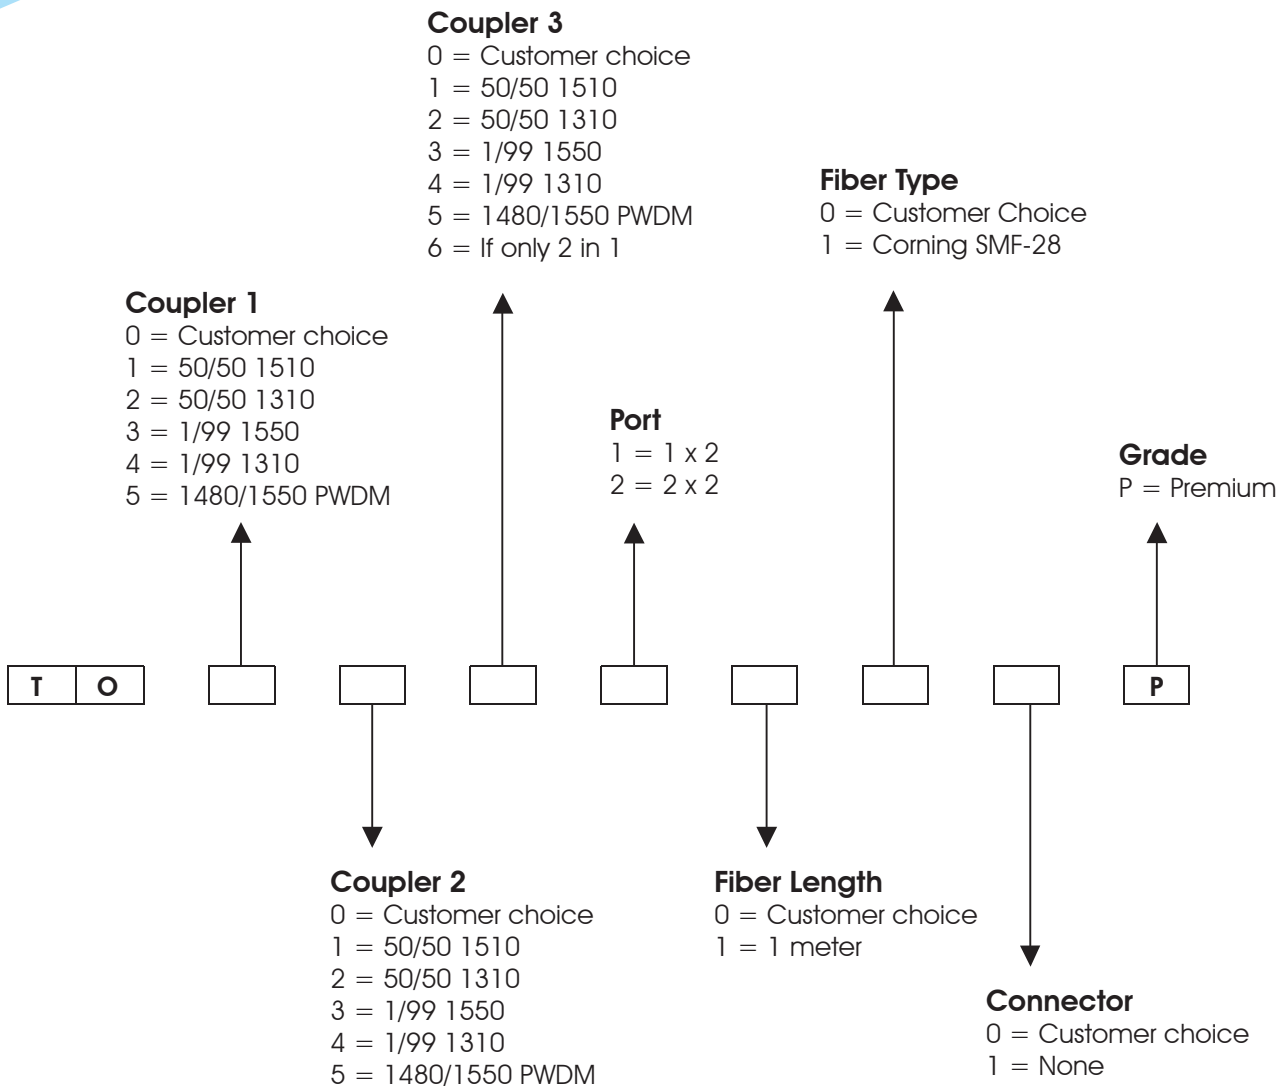 Coupler 3
0 = Customer choice
1 = 50/50 1510
2 = 50/50 1310
3 = 1/99 1550
4 = 1/99 1310
5 = 1480/1550 PWDM
6 = If only 2 in 1
Fiber Type
0 = Customer Choice
1 = Corning SMF-28
Coupler 1
0 = Customer choice
1 = 50/50 1510
2 = 50/50 1310
3 = 1/99 1550
4 = 1/99 1310
5 = 1480/1550 PWDM
Port
1 = 1 x 2
2 = 2 x 2
Grade
P = Premium
T O P
Coupler 2
0 = Customer choice
1 = 50/50 1510
2 = 50/50 1310
3 = 1/99 1550
4 = 1/99 1310
5 = 1480/1550 PWDM
Fiber Length
0 = Customer choice
1 = 1 meter
Connector
0 = Customer choice
1 = None